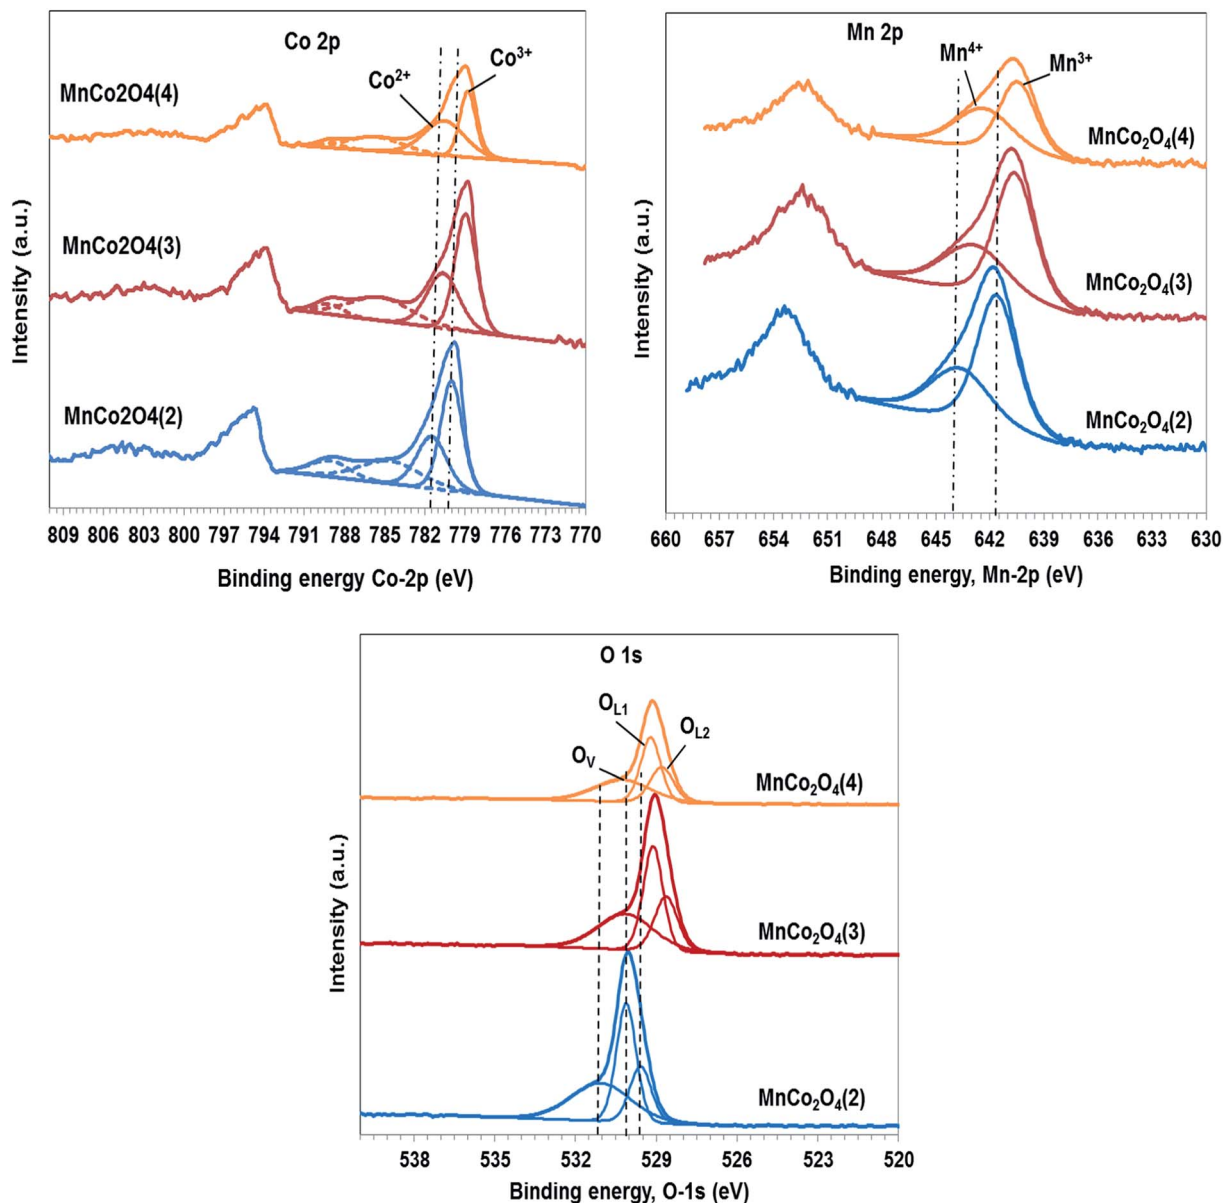 Co 2p
Co³⁺
Co²⁺
MnCo2O4(4)
MnCo2O4(3)
MnCo2O4(2)
Intensity (a.u.)
809 806 803 800 797 794 791 788 785 782 779 776 773 770
Binding energy Co-2p (eV)
Mn 2p
Mn⁴⁺
Mn³⁺
MnCo₂O₄(4)
MnCo₂O₄(3)
MnCo₂O₄(2)
Intensity (a.u.)
660 657 654 651 648 645 642 639 636 633 630
Binding energy, Mn-2p (eV)
O 1s
O_L1
O_L2
O_V
MnCo₂O₄(4)
MnCo₂O₄(3)
MnCo₂O₄(2)
Intensity (a.u.)
538 535 532 529 526 523 520
Binding energy, O-1s (eV)